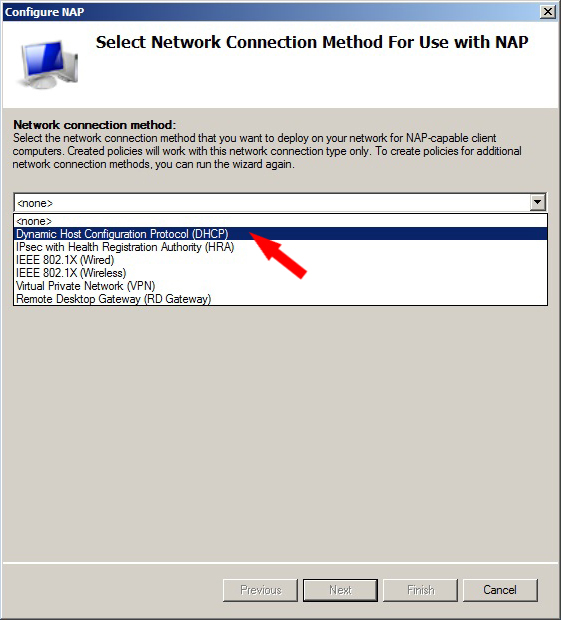 Configure NAP
Select Network Connection Method For Use with NAP
Network connection method:
Select the network connection method that you want to deploy on your network for NAP-capable client
computers. Created policies will work with this network connection type only. To create policies for additional
network connection methods, you can run the wizard again.
<none>
<none>
Dynamic Host Configuration Protocol (DHCP)
IPsec with Health Registration Authority (HRA)
IEEE 802.1X (Wired)
IEEE 802.1X (Wireless)
Virtual Private Network (VPN)
Remote Desktop Gateway (RD Gateway)
Previous Next Finish Cancel